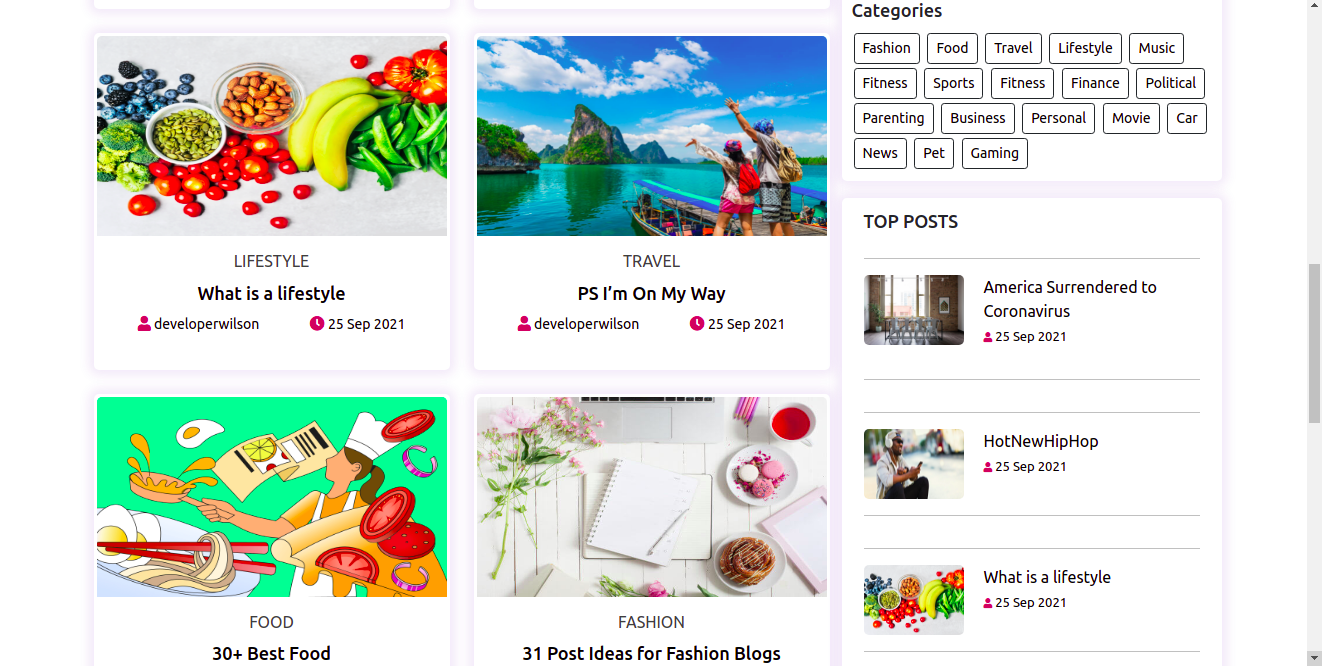 LIFESTYLE
What is a lifestyle
developerwilson 25 Sep 2021
TRAVEL
PS I’m On My Way
developerwilson 25 Sep 2021
FOOD
30+ Best Food
FASHION
31 Post Ideas for Fashion Blogs
Categories
Fashion Food Travel Lifestyle Music
Fitness Sports Fitness Finance Political
Parenting Business Personal Movie Car
News Pet Gaming
TOP POSTS
America Surrendered to
Coronavirus
25 Sep 2021
HotNewHipHop
25 Sep 2021
What is a lifestyle
25 Sep 2021